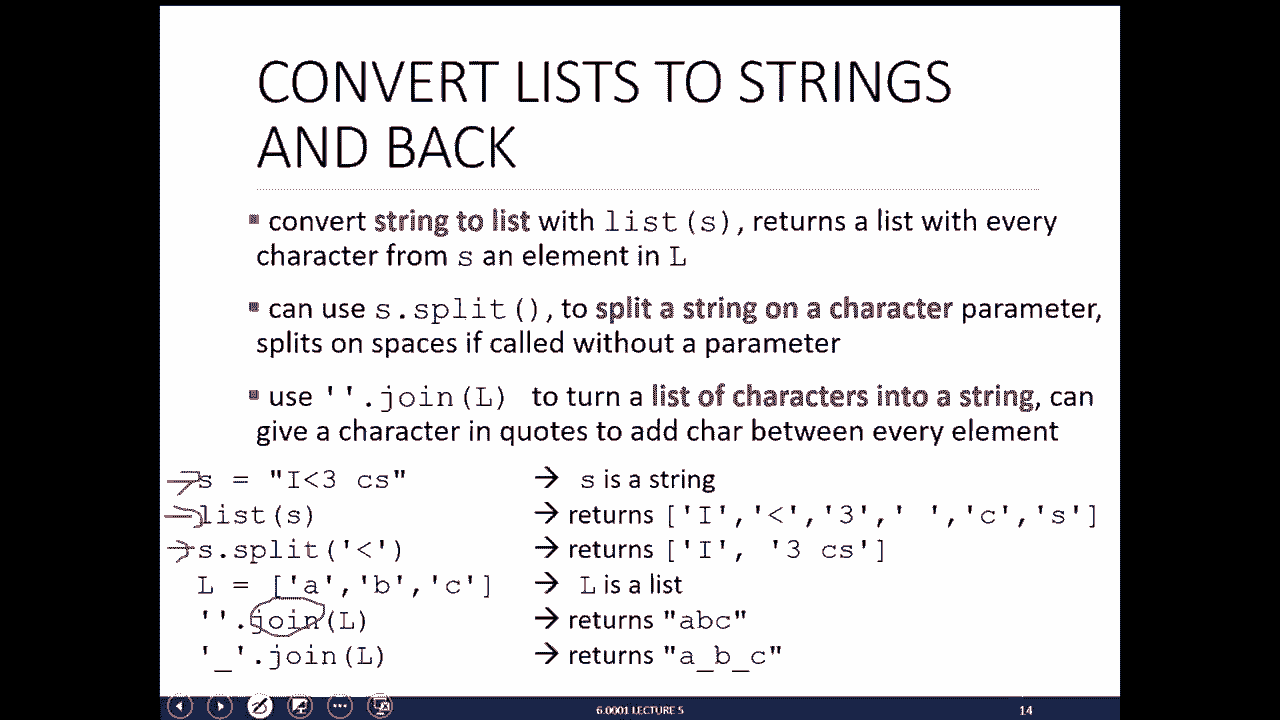 CONVERT LISTS TO STRINGS
AND BACK
▪ convert string to list with list(s), returns a list with every
character from s an element in L
▪ can use s.split(), to split a string on a character parameter,
splits on spaces if called without a parameter
▪ use ''.join(L) to turn a list of characters into a string, can
give a character in quotes to add char between every element
s = "I<3 cs" → s is a string
list(s) → returns ['I','<','3',' ','c','s']
s.split('<') → returns ['I', '3 cs']
L = ['a','b','c'] → L is a list
''.join(L) → returns "abc"
'_'.join(L) → returns "a_b_c"
6.0001 LECTURE 5
14